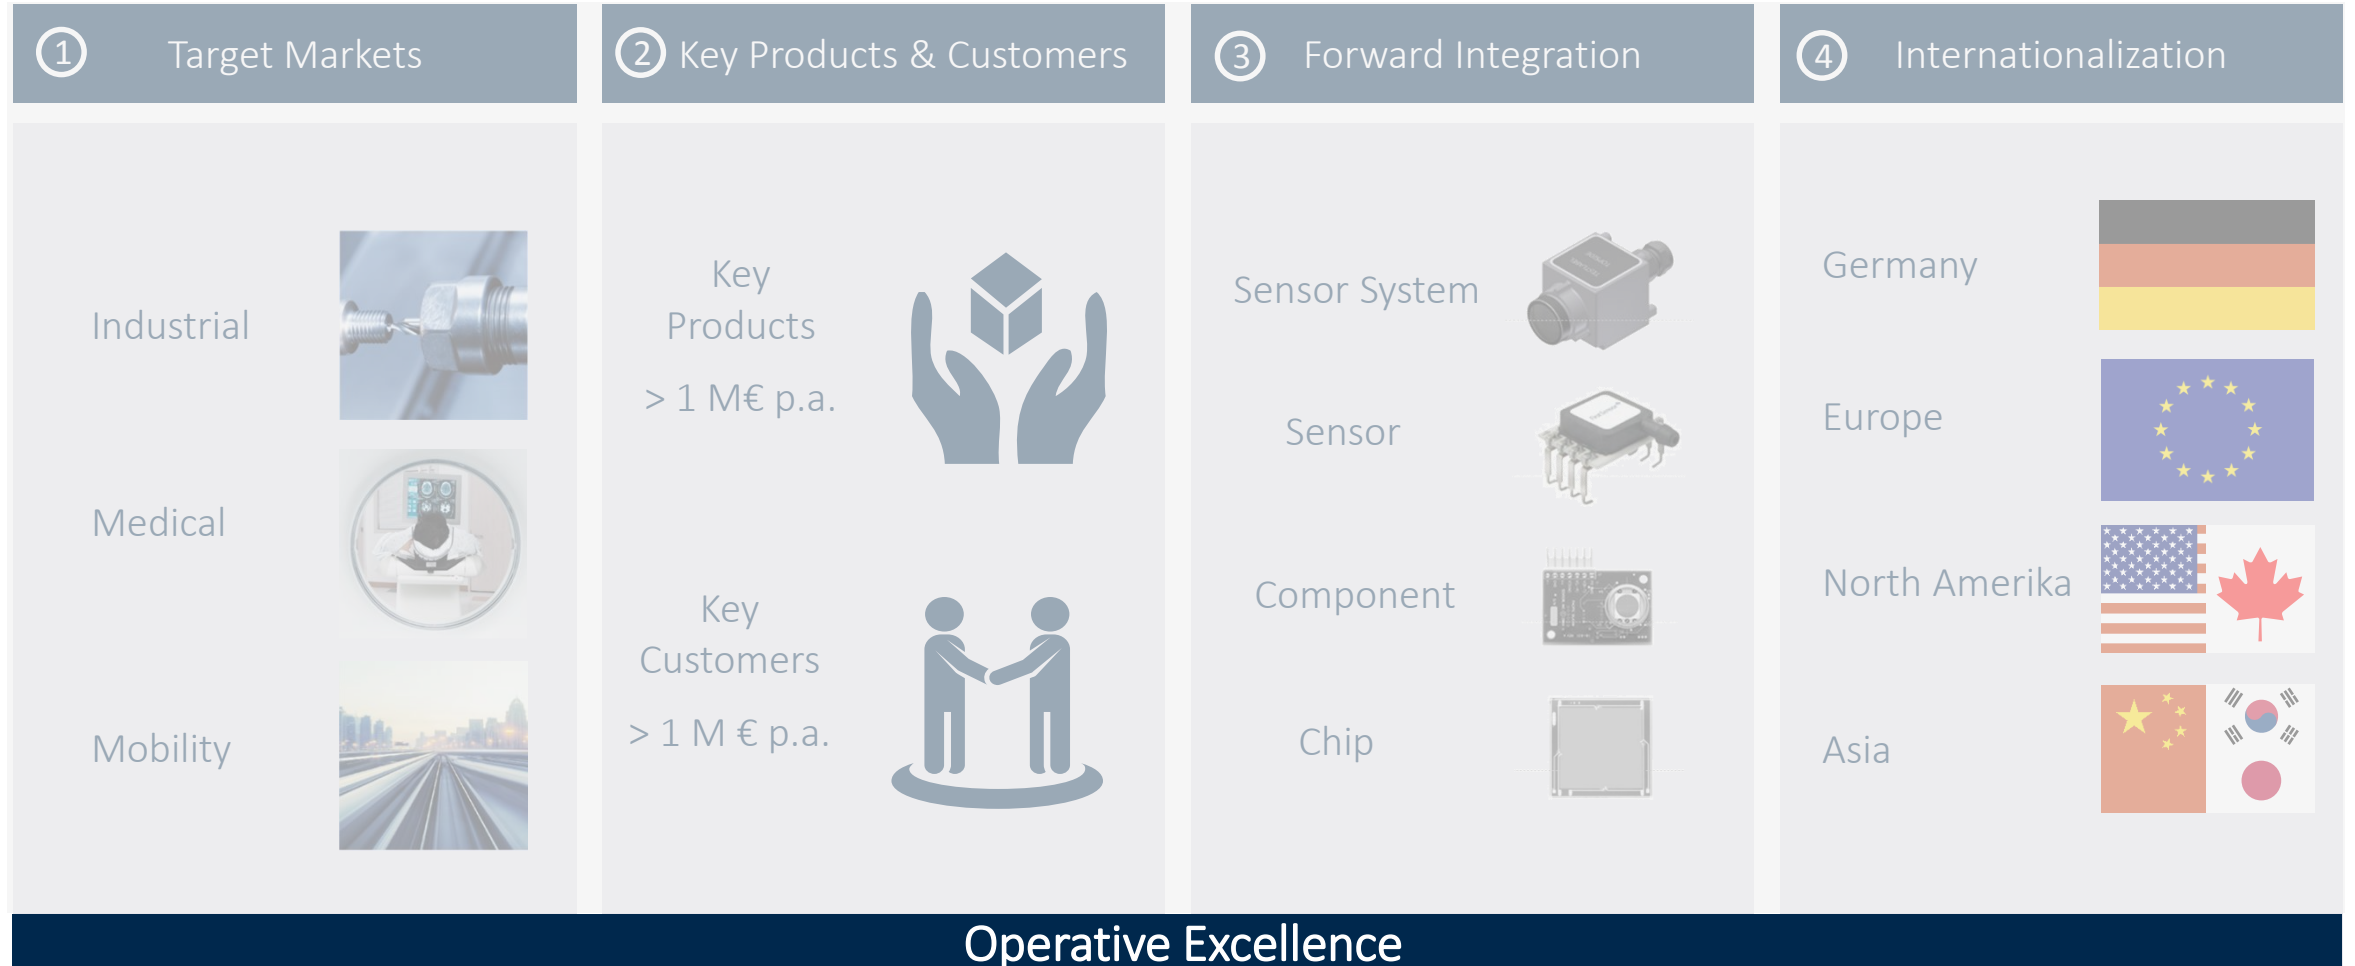 1 Target Markets
Industrial
Medical
Mobility
2 Key Products & Customers
Key
Products
> 1 M€ p.a.
Key
Customers
> 1 M € p.a.
3 Forward Integration
Sensor System
Sensor
Component
Chip
4 Internationalization
Germany
Europe
North Amerika
Asia
Operative Excellence